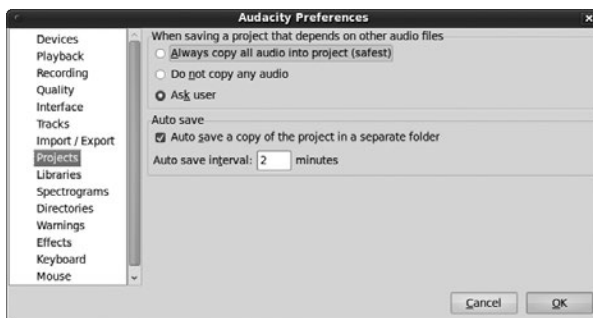 Audacity Preferences
Devices
Playback
Recording
Quality
Interface
Tracks
Import / Export
Projects
Libraries
Spectrograms
Directories
Warnings
Effects
Keyboard
Mouse
When saving a project that depends on other audio files
Always copy all audio into project (safest)
Do not copy any audio
Ask user
Auto save
Auto save a copy of the project in a separate folder
Auto save interval: 2 minutes
Cancel OK